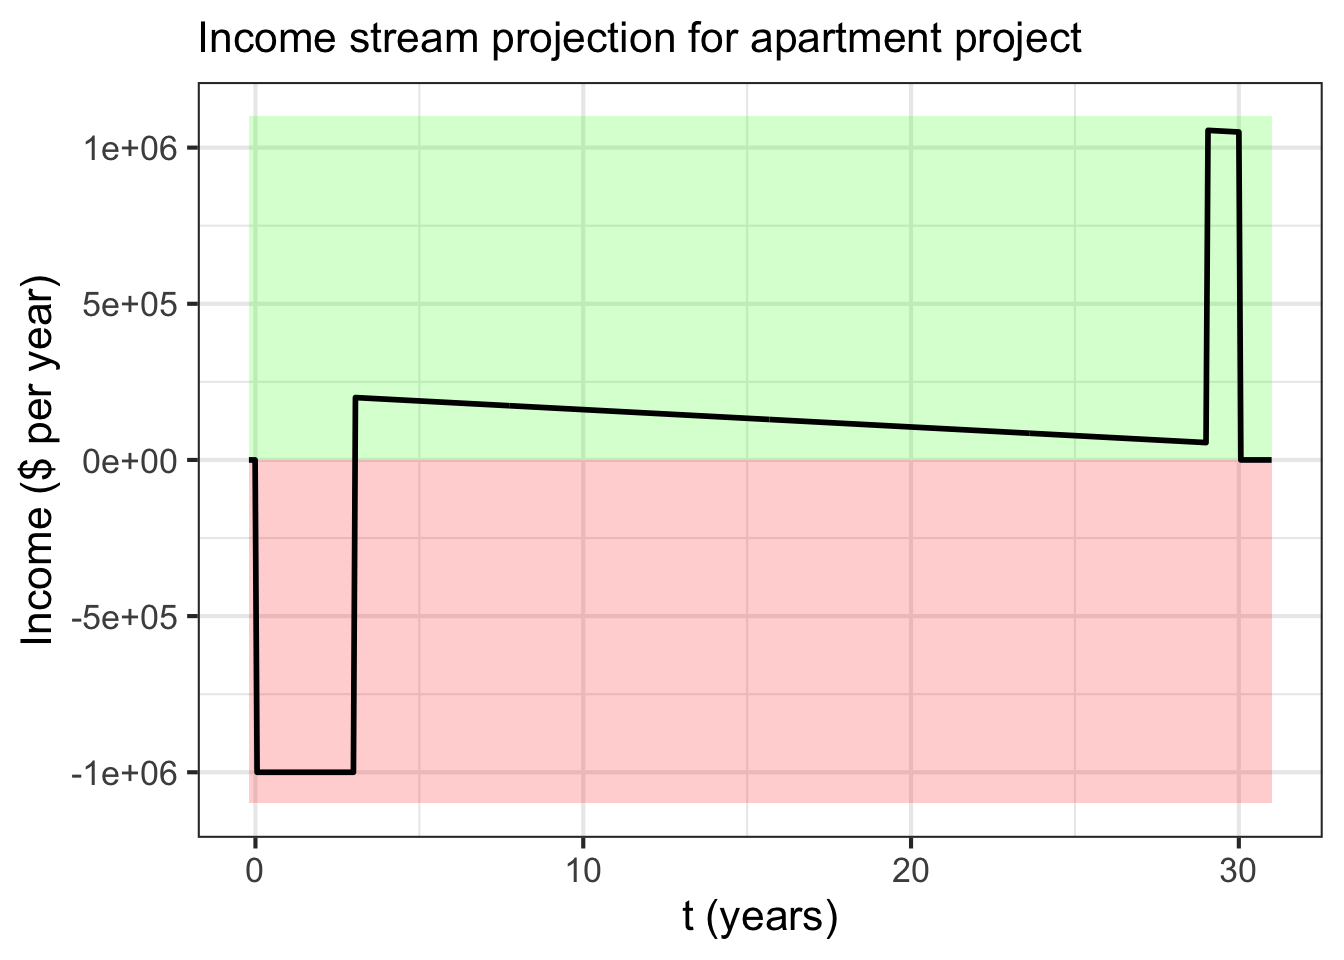 Income stream projection for apartment project
Income ($ per year)
1e+06
5e+05
0e+00
-5e+05
-1e+06
0 10 20 30
t (years)